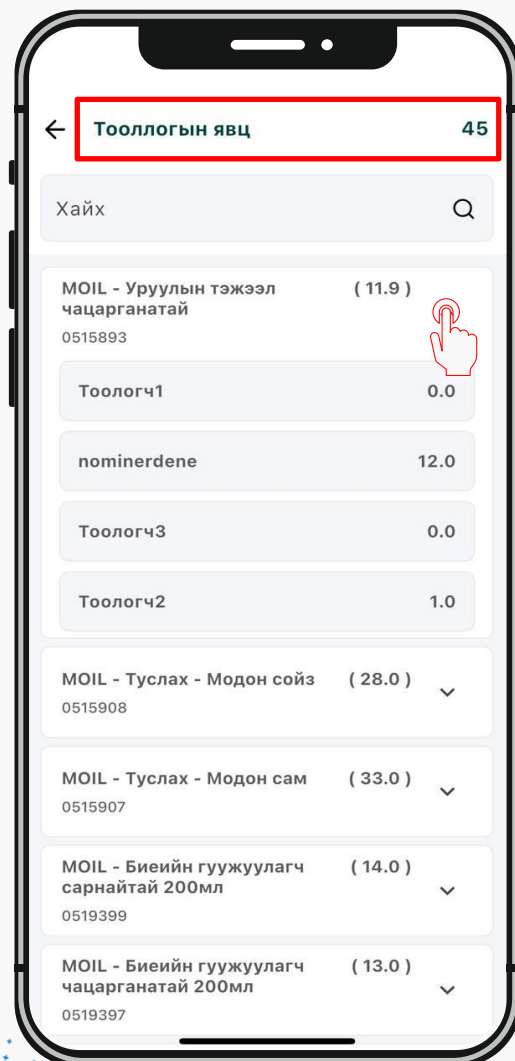 Тооллогын явц 45
Хайх
MOIL - Уруулын тэжээл ( 11.9 )
чацарганатай
0515893
Тоологч1 0.0
nominerdene 12.0
Тоологч3 0.0
Тоологч2 1.0
MOIL - Туслах - Модон сойз ( 28.0 )
0515908
MOIL - Туслах - Модон сам ( 33.0 )
0515907
MOIL - Биеийн гуужуулагч ( 14.0 )
сарнайтай 200мл
0519399
MOIL - Биеийн гуужуулагч ( 13.0 )
чацарганатай 200мл
0519397